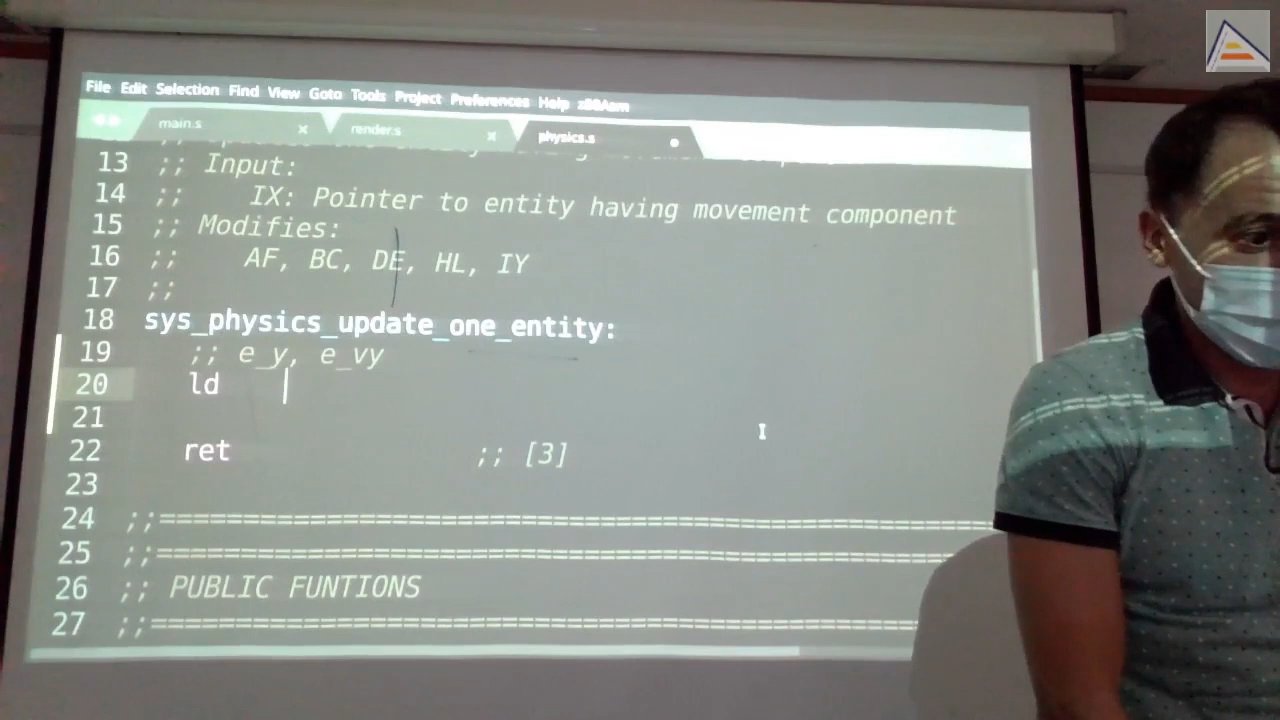 File Edit Selection Find View Goto Tools Project Preferences Help z80Asm
main.s render.s physics.s
13 ;; Input:
14 ;; IX: Pointer to entity having movement component
15 ;; Modifies:
16 ;; AF, BC, DE, HL, IY
17 ;;
18 sys_physics_update_one_entity:
19 ;; e_y, e_vy
20 ld
21
22 ret ;; [3]
23
24 ;;======================================================
25 ;;===================================================
26 ;; PUBLIC FUNTIONS
27 ;;=================================================